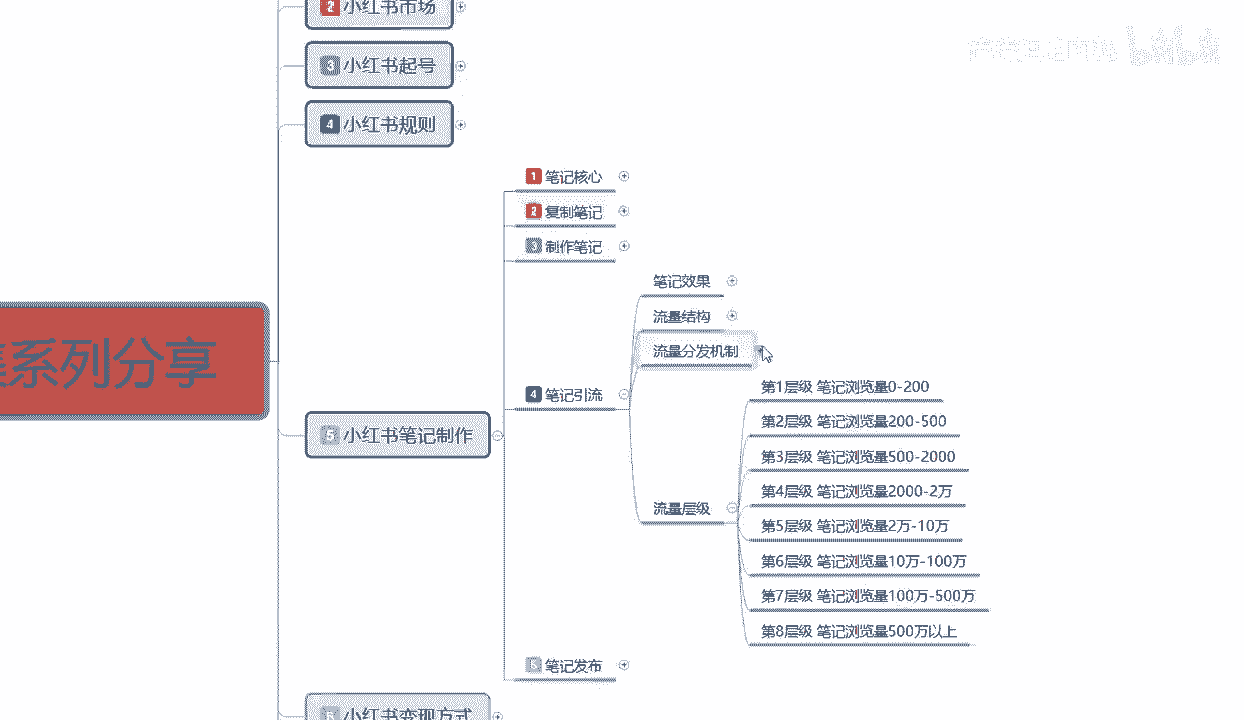 2 小红书市场
3 小红书起号
4 小红书规则
1 笔记核心
2 复制笔记
3 制作笔记
笔记效果
流量结构
流量分发机制
系列分享
4 笔记引流
第1层级 笔记浏览量0-200
第2层级 笔记浏览量200-500
5 小红书笔记制作
第3层级 笔记浏览量500-2000
第4层级 笔记浏览量2000-2万
流量层级
第5层级 笔记浏览量2万-10万
第6层级 笔记浏览量10万-100万
第7层级 笔记浏览量100万-500万
第8层级 笔记浏览量500万以上
5 笔记发布
6 小红书变现方式
bilibili